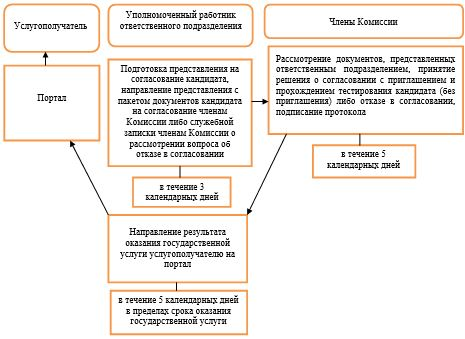 Услугополучатель
Уполномоченный работник
ответственного подразделения
Члены Комиссии
Портал
Подготовка представления на
согласование кандидата,
направление представления с
пакетом документов кандидата
на согласование членам
Комиссии либо служебной
записки членам Комиссии о
рассмотрении вопроса об
отказе в согласовании
Рассмотрение документов, представленных
ответственным подразделением, принятие
решения о согласовании с приглашением и
прохождением тестирования кандидата (без
приглашения) либо отказе в согласовании,
подписание протокола
в течение 3
календарных дней
в течение 5
календарных дней
Направление результата
оказания государственной
услуги услугополучателю на
портал
в течение 5 календарных дней
в пределах срока оказания
государственной услуги